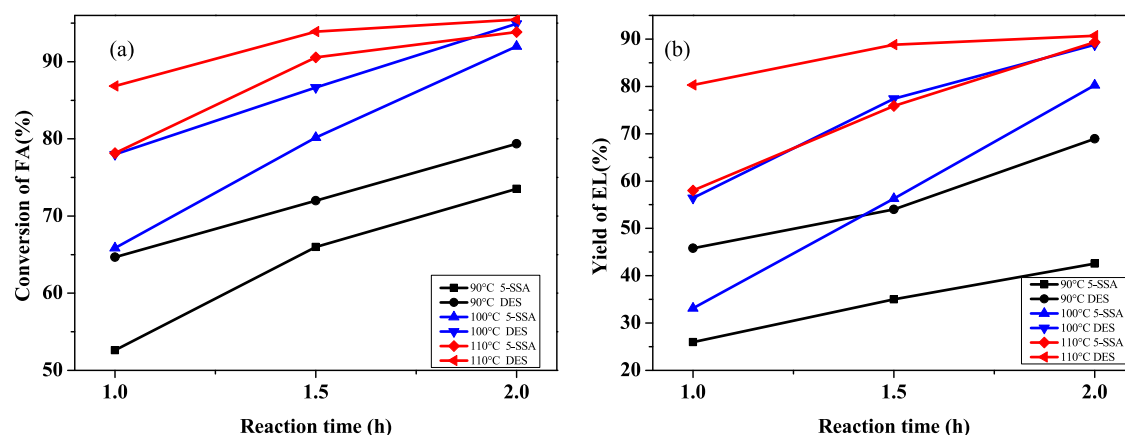 (a)
Conversion of FA(%)
90
80
70
60
50
1.0
1.5
2.0
Reaction time (h)
90°C 5-SSA
90°C DES
100°C 5-SSA
100°C DES
110°C 5-SSA
110°C DES
(b)
Yield of EL(%)
90
80
70
60
50
40
30
20
1.0
1.5
2.0
Reaction time (h)
90°C 5-SSA
90°C DES
100°C 5-SSA
100°C DES
110°C 5-SSA
110°C DES